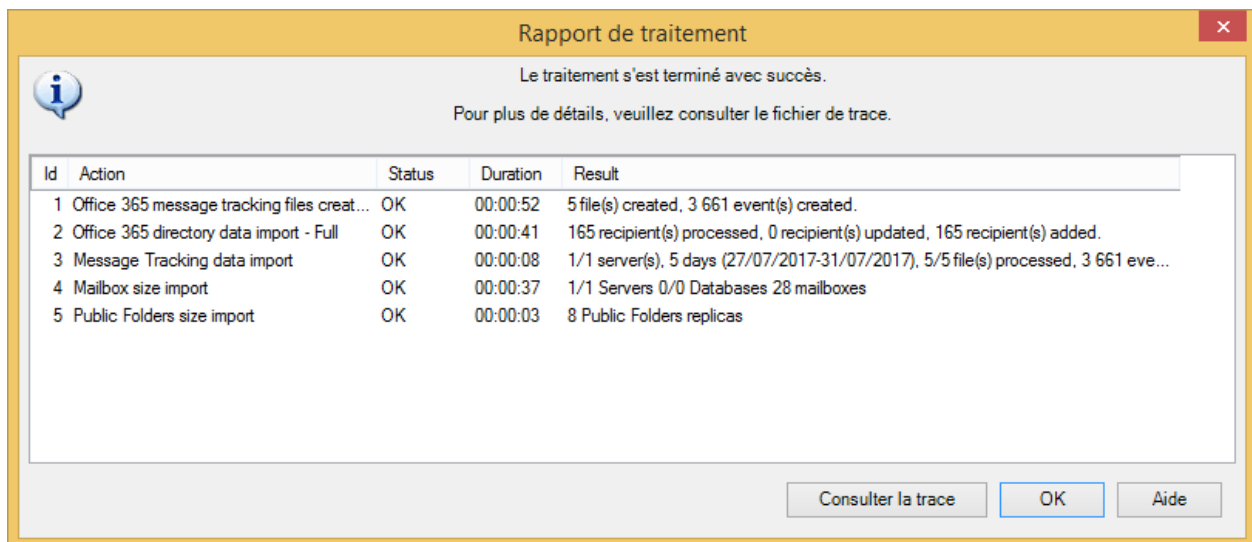 Rapport de traitement
Le traitement s'est terminé avec succès.
Pour plus de détails, veuillez consulter le fichier de trace.
Id Action Status Duration Result
1 Office 365 message tracking files creat... OK 00:00:52 5 file(s) created, 3 661 event(s) created.
2 Office 365 directory data import - Full OK 00:00:41 165 recipient(s) processed, 0 recipient(s) updated, 165 recipient(s) added.
3 Message Tracking data import OK 00:00:08 1/1 server(s), 5 days (27/07/2017-31/07/2017), 5/5 file(s) processed, 3 661 eve...
4 Mailbox size import OK 00:00:37 1/1 Servers 0/0 Databases 28 mailboxes
5 Public Folders size import OK 00:00:03 8 Public Folders replicas
Consulter la trace OK Aide